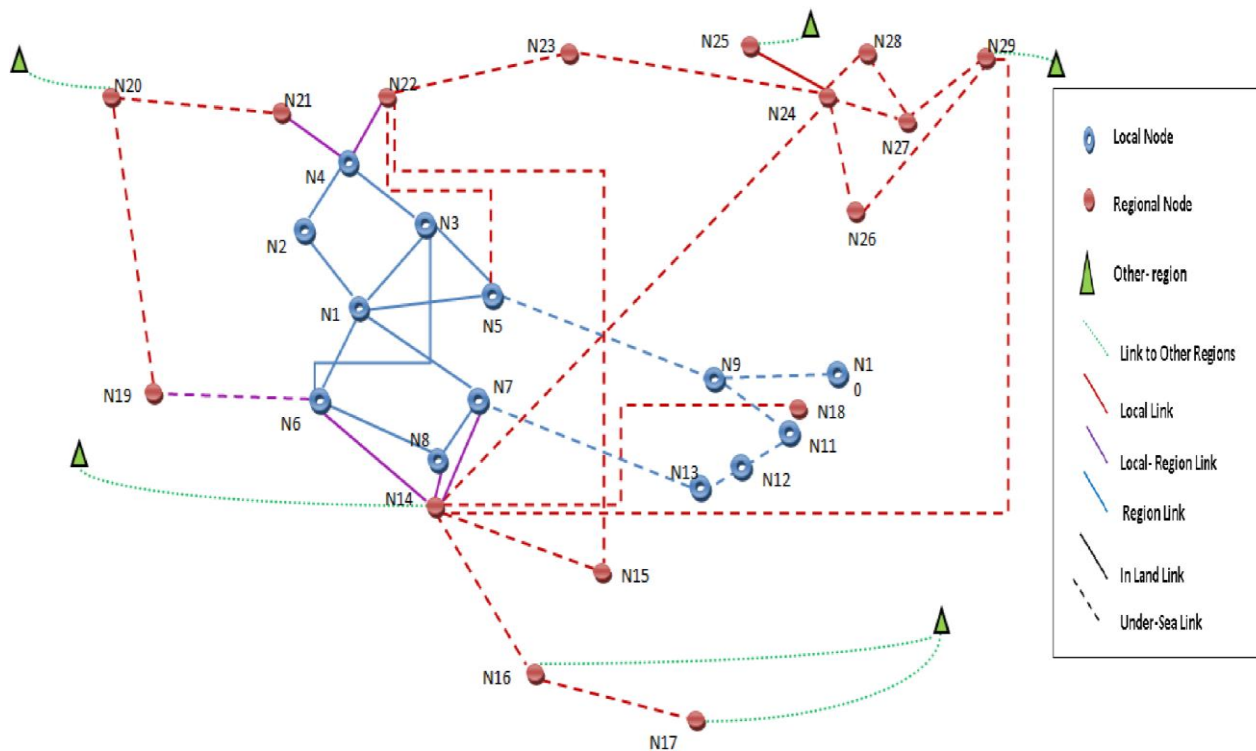 N23
N25
N28
N29
N20
N21
N22
N24
N27
N4
N3
N2
N26
N1
N5
N9
N1
0
N19
N6
N7
N18
N8
N11
N13
N12
N14
N15
N16
N17
Local Node
Regional Node
Other- region
Link to Other Regions
Local Link
Local- Region Link
Region Link
In Land Link
Under-Sea Link